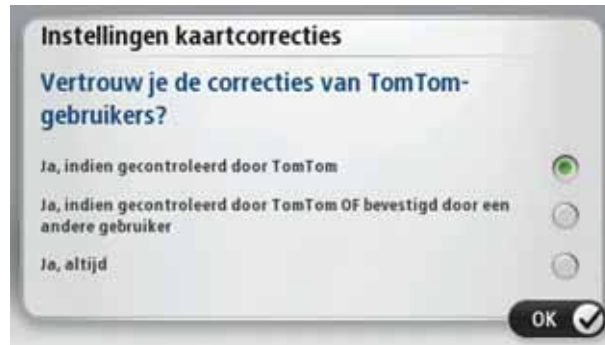 Instellingen kaartcorrecties
Vertrouw je de correcties van TomTom-
gebruikers?
Ja, indien gecontroleerd door TomTom
Ja, indien gecontroleerd door TomTom OF bevestigd door een
andere gebruiker
Ja, altijd
OK